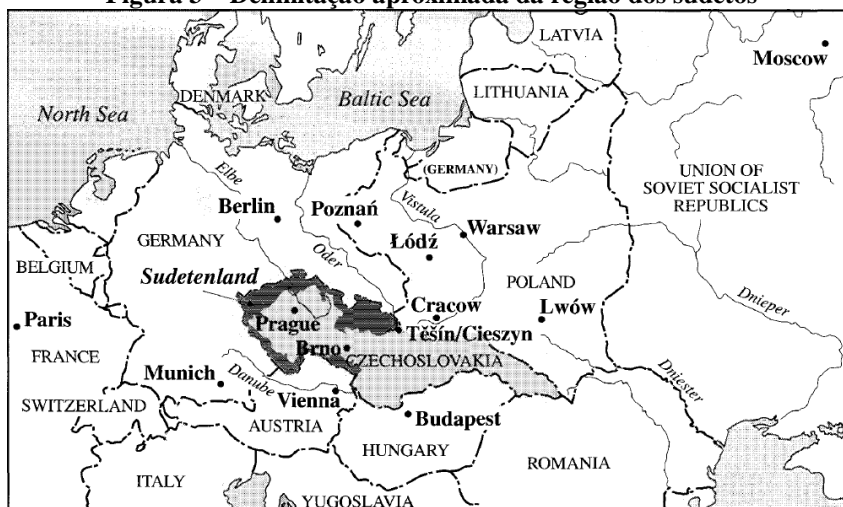 Figura 3 – Delimitação aproximada da região dos sudetos
LATVIA
Moscow
North Sea
DENMARK
Baltic Sea
LITHUANIA
(GERMANY)
UNION OF
SOVIET SOCIALIST
REPUBLICS
Elbe
Berlin
Poznań
Vistula
Warsaw
GERMANY
Oder
Łódź
BELGIUM
Sudetenland
POLAND
Dnieper
Paris
Prague
Cracow
Lwów
Těšín/Cieszyn
FRANCE
Brno
CZECHOSLOVAKIA
Munich
Danube
Dniester
SWITZERLAND
Vienna
Budapest
AUSTRIA
HUNGARY
ITALY
ROMANIA
YUGOSLAVIA